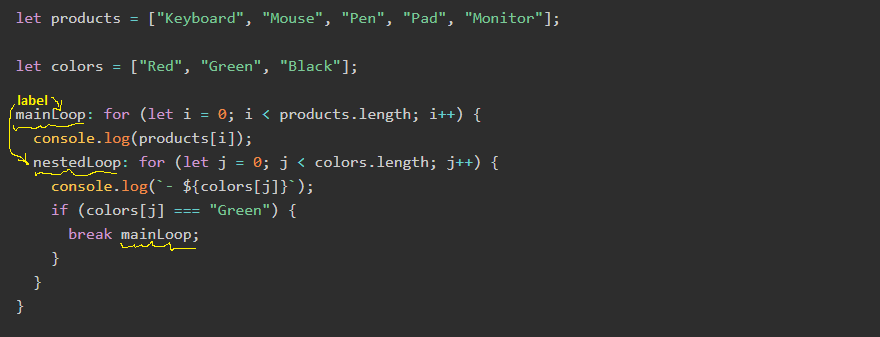 let products = ["Keyboard", "Mouse", "Pen", "Pad", "Monitor"];
let colors = ["Red", "Green", "Black"];
label
mainLoop: for (let i = 0; i < products.length; i++) {
  console.log(products[i]);
  nestedLoop: for (let j = 0; j < colors.length; j++) {
    console.log(`- ${colors[j]}`);
    if (colors[j] === "Green") {
      break mainLoop;
    }
  }
}